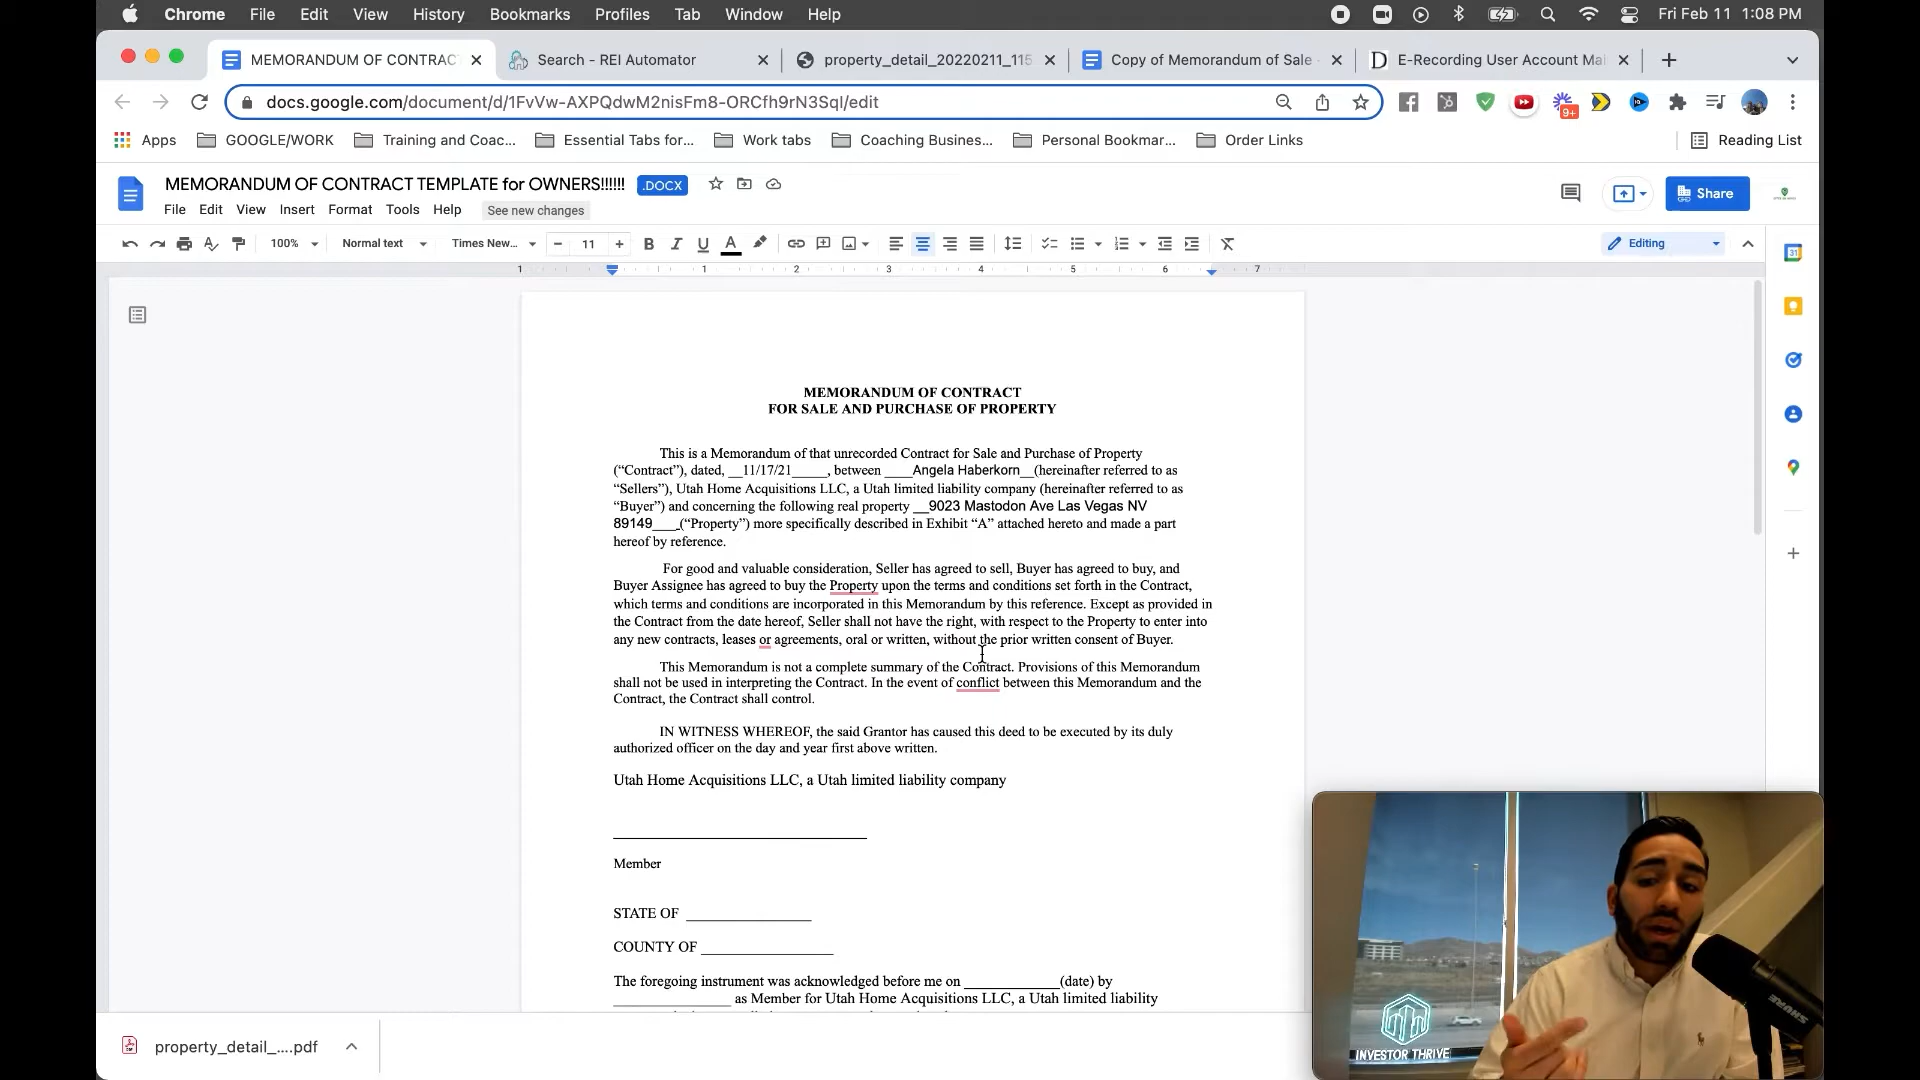 Chrome File Edit View History Bookmarks Profiles Tab Window Help Fri Feb 11 1:08 PM
MEMORANDUM OF CONTRAC Search - REI Automator property_detail_20220211_115 Copy of Memorandum of Sale - E-Recording User Account Mai
docs.google.com/document/d/1FvVw-AXPQdwM2nisFm8-ORCfh9rN3Sql/edit 9+
Apps GOOGLE/WORK Training and Coac... Essential Tabs for... Work tabs Coaching Business... Personal Bookmar... Order Links Reading List
MEMORANDUM OF CONTRACT TEMPLATE for OWNERS!!!!!! .DOCX Share
File Edit View Insert Format Tools Help See new changes
100% Normal text Times New... 11 B I U A Editing
1 1 2 3 4 5 6 7
31
MEMORANDUM OF CONTRACT
FOR SALE AND PURCHASE OF PROPERTY
This is a Memorandum of that unrecorded Contract for Sale and Purchase of Property
(“Contract”), dated, __11/17/21_____, between ____Angela Haberkorn__(hereinafter referred to as
“Sellers”), Utah Home Acquisitions LLC, a Utah limited liability company (hereinafter referred to as
“Buyer”) and concerning the following real property __9023 Mastodon Ave Las Vegas NV
89149____(“Property”) more specifically described in Exhibit “A” attached hereto and made a part
hereof by reference.
For good and valuable consideration, Seller has agreed to sell, Buyer has agreed to buy, and
Buyer Assignee has agreed to buy the Property upon the terms and conditions set forth in the Contract,
which terms and conditions are incorporated in this Memorandum by this reference. Except as provided in
the Contract from the date hereof, Seller shall not have the right, with respect to the Property to enter into
any new contracts, leases or agreements, oral or written, without the prior written consent of Buyer.
This Memorandum is not a complete summary of the Contract. Provisions of this Memorandum
shall not be used in interpreting the Contract. In the event of conflict between this Memorandum and the
Contract, the Contract shall control.
IN WITNESS WHEREOF, the said Grantor has caused this deed to be executed by its duly
authorized officer on the day and year first above written.
Utah Home Acquisitions LLC, a Utah limited liability company
Member
STATE OF ________________
COUNTY OF _________________
The foregoing instrument was acknowledged before me on ____________(date) by
_______________ as Member for Utah Home Acquisitions LLC, a Utah limited liability
property_detail_....pdf
INVESTOR THRIVE
SHURE